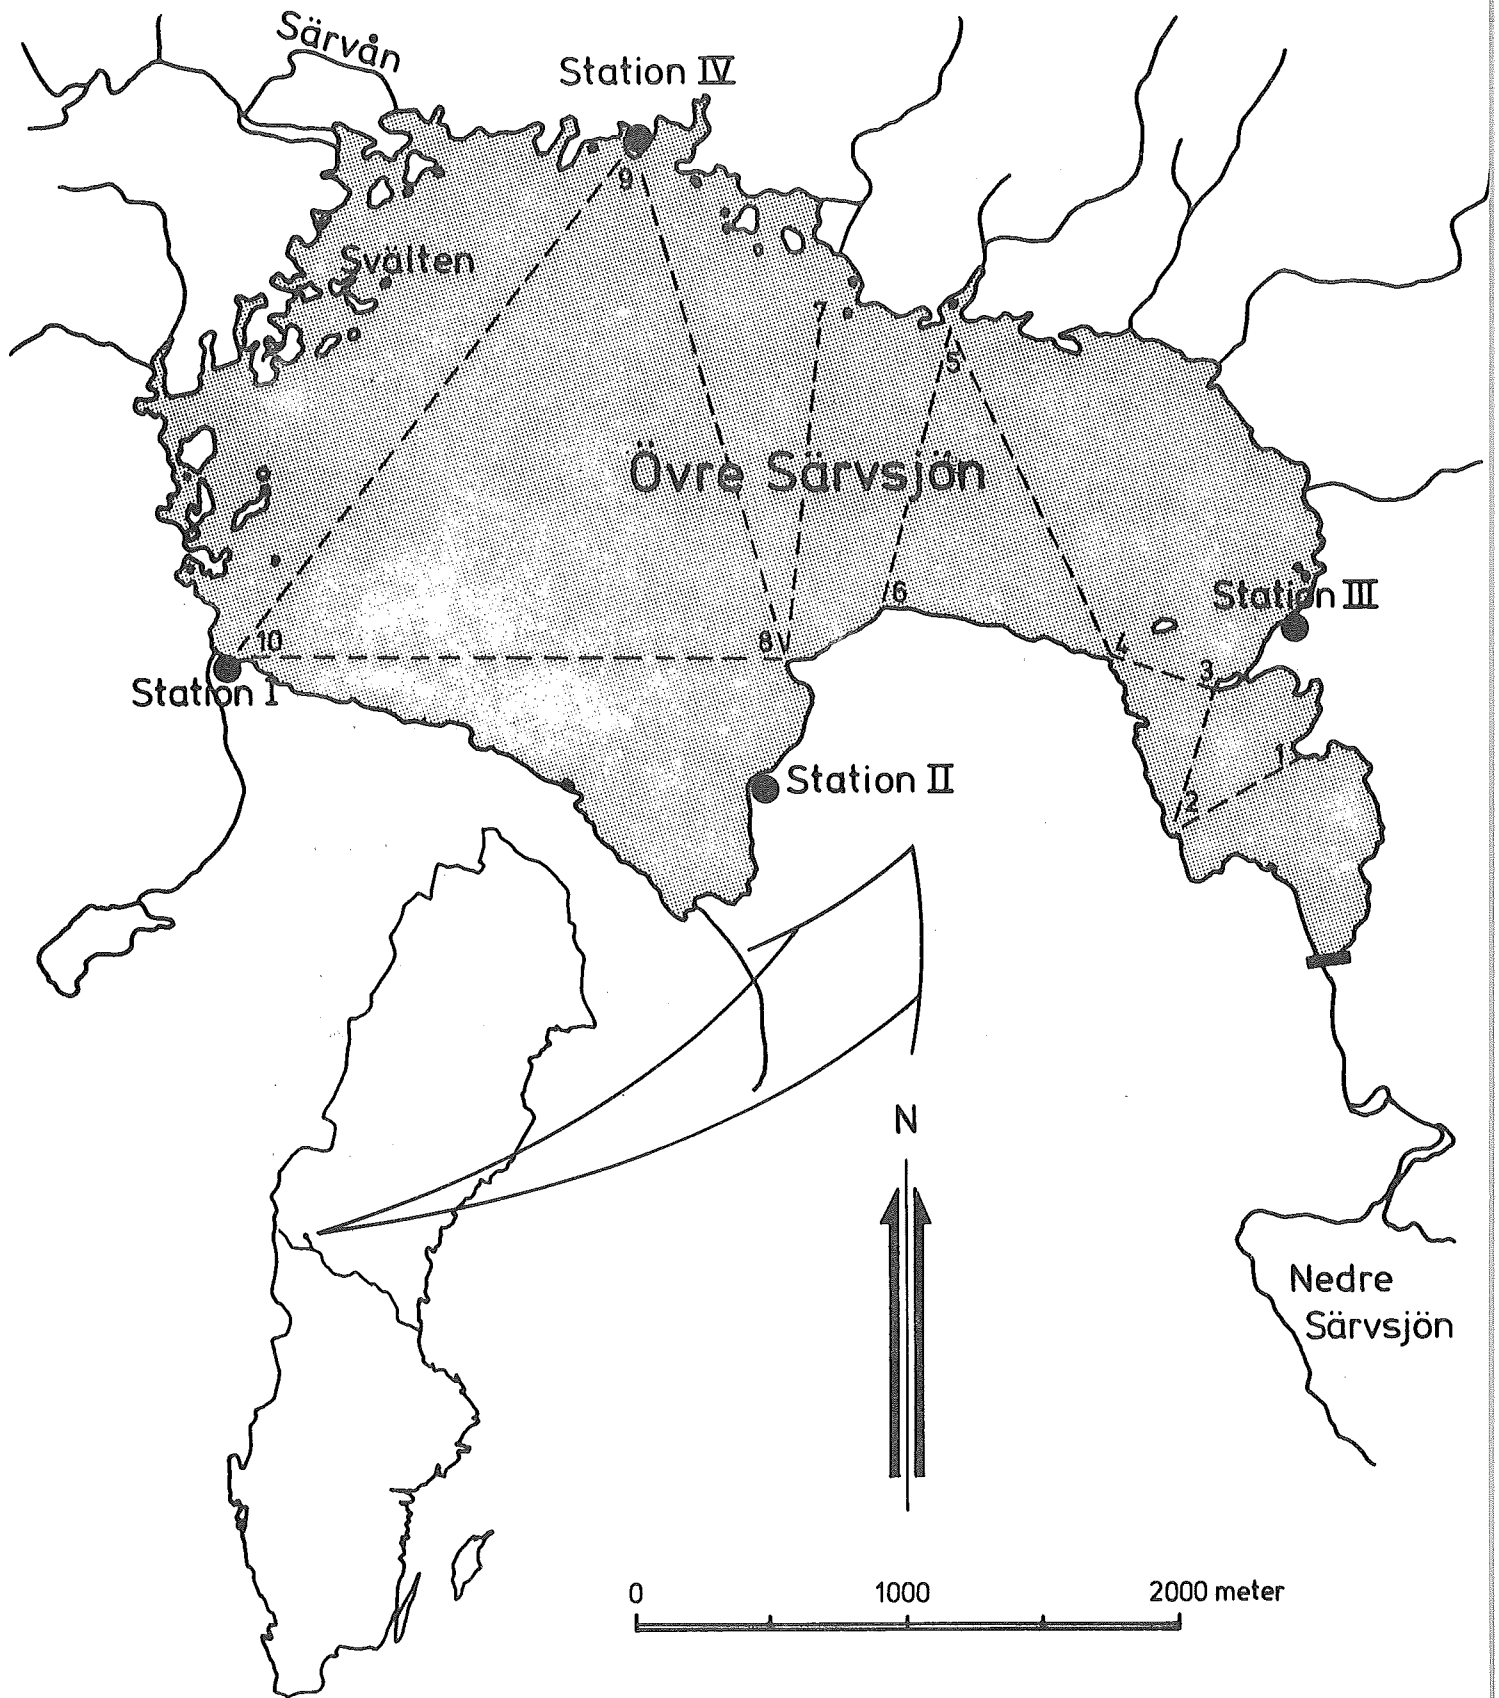 Särvån
Station IV
9
Svälten
7
5
Övre Särvsjön
6
Station III
10
8
4
3
Station I
1
Station II
2
N
Nedre
Särvsjön
0 1000 2000 meter